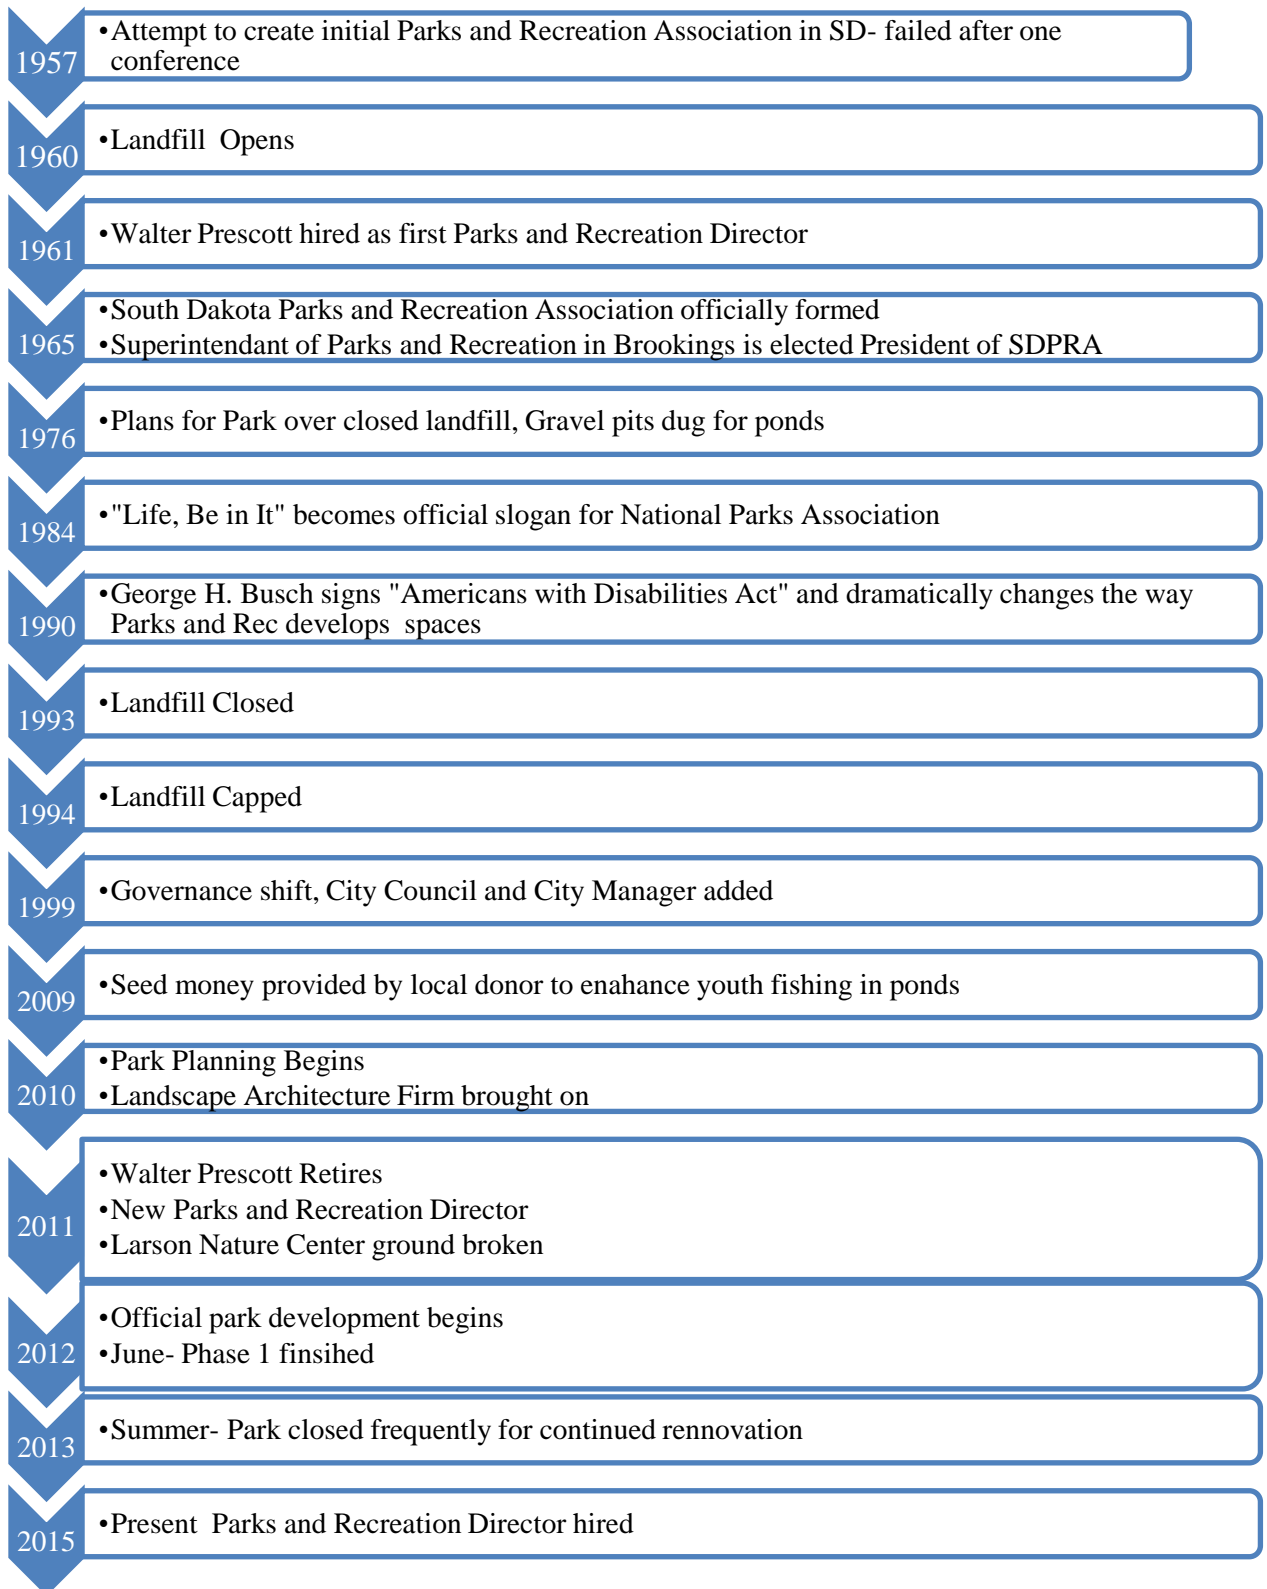 1957
•Attempt to create initial Parks and Recreation Association in SD- failed after one
conference
1960
•Landfill  Opens
1961
•Walter Prescott hired as first Parks and Recreation Director
1965
•South Dakota Parks and Recreation Association officially formed
•Superintendant of Parks and Recreation in Brookings is elected President of SDPRA
1976
•Plans for Park over closed landfill, Gravel pits dug for ponds
1984
•"Life, Be in It" becomes official slogan for National Parks Association
1990
•George H. Busch signs "Americans with Disabilities Act" and dramatically changes the way
Parks and Rec develops  spaces
1993
•Landfill Closed
1994
•Landfill Capped
1999
•Governance shift, City Council and City Manager added
2009
•Seed money provided by local donor to enahance youth fishing in ponds
2010
•Park Planning Begins
•Landscape Architecture Firm brought on
2011
•Walter Prescott Retires
•New Parks and Recreation Director
•Larson Nature Center ground broken
2012
•Official park development begins
•June- Phase 1 finsihed
2013
•Summer- Park closed frequently for continued rennovation
2015
•Present  Parks and Recreation Director hired